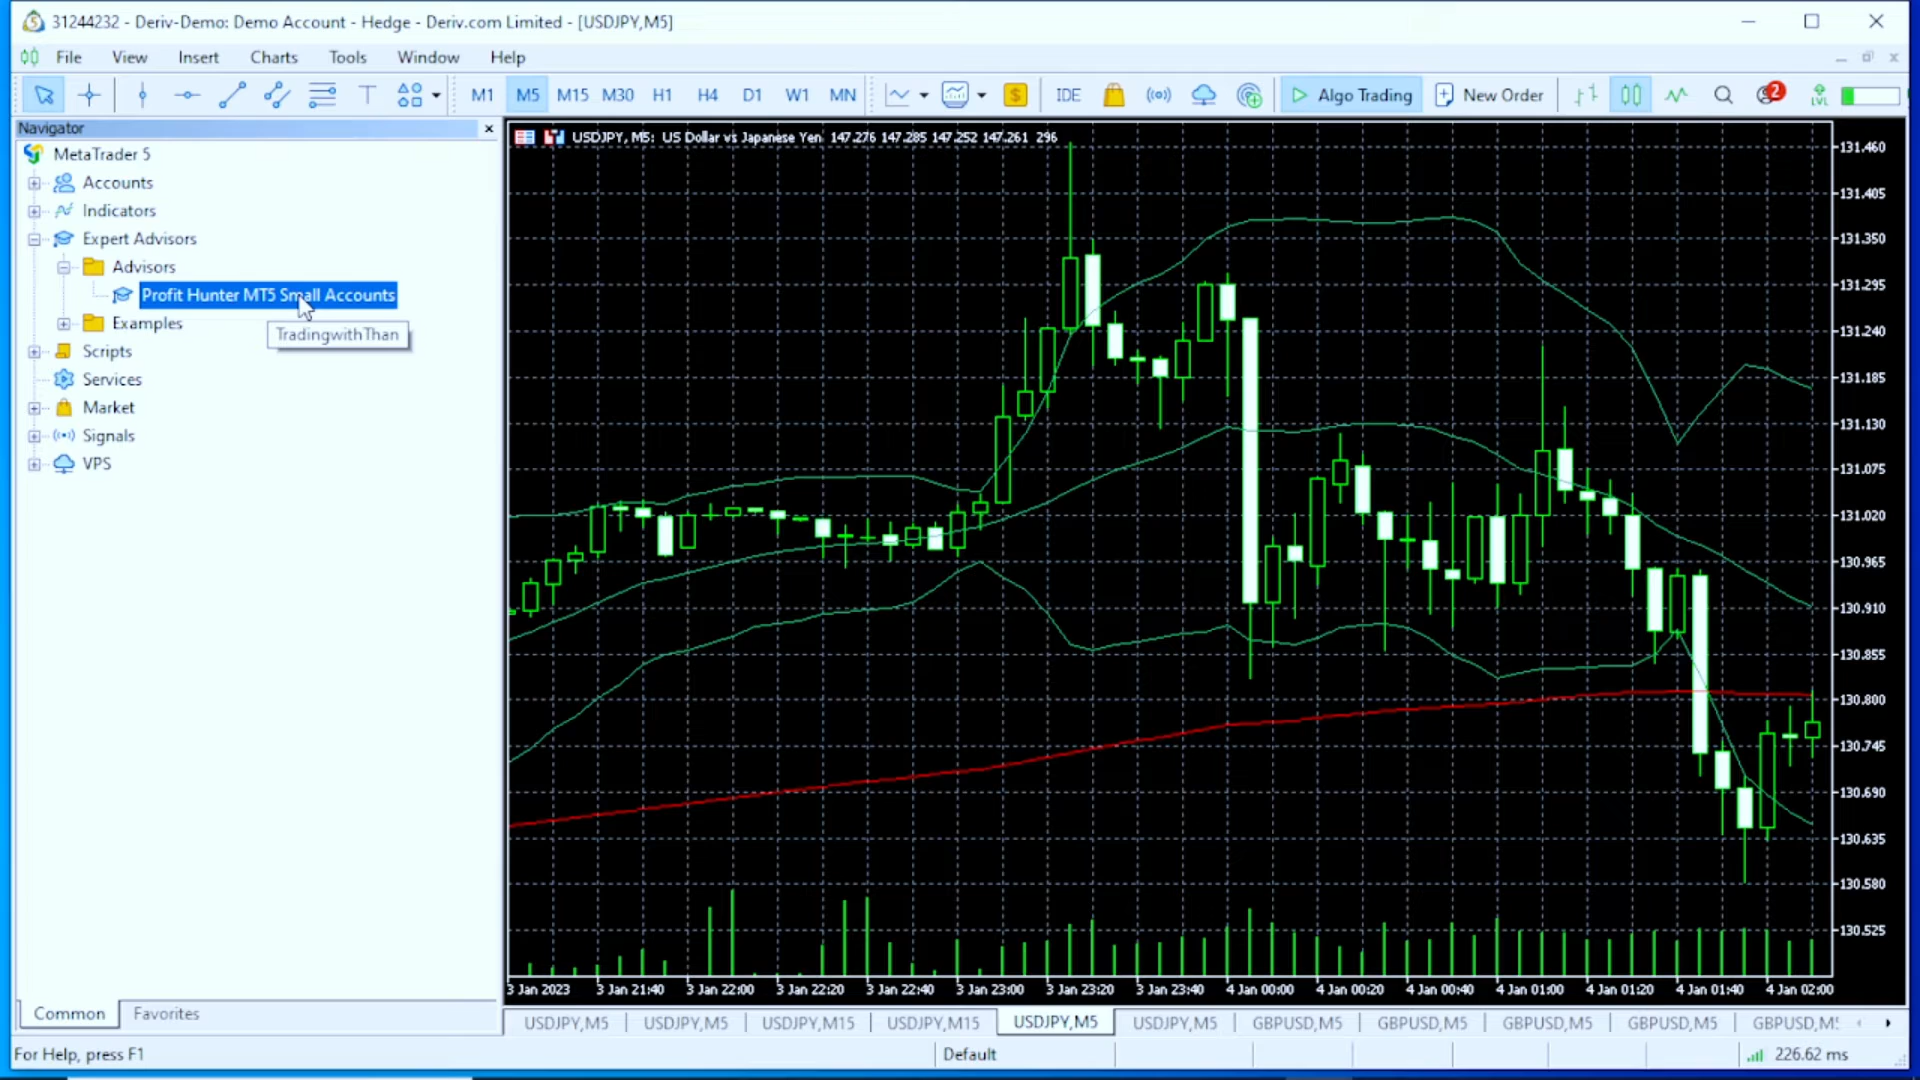 31244232 - Deriv-Demo: Demo Account - Hedge - Deriv.com Limited - [USDJPY,M5]
File View Insert Charts Tools Window Help
M1 M5 M15 M30 H1 H4 D1 W1 MN $ IDE Algo Trading New Order 2 LVL
Navigator
MetaTrader 5
Accounts
Indicators
Expert Advisors
Advisors
Profit Hunter MT5 Small Accounts
Examples
TradingwithThan
Scripts
Services
Market
Signals
VPS
Common Favorites
USDJPY, M5: US Dollar vs Japanese Yen 147.276 147.285 147.252 147.261 296
131.460
131.405
131.350
131.295
131.240
131.185
131.130
131.075
131.020
130.965
130.910
130.855
130.800
130.745
130.690
130.635
130.580
130.525
3 Jan 2023 3 Jan 21:40 3 Jan 22:00 3 Jan 22:20 3 Jan 22:40 3 Jan 23:00 3 Jan 23:20 3 Jan 23:40 4 Jan 00:00 4 Jan 00:20 4 Jan 00:40 4 Jan 01:00 4 Jan 01:20 4 Jan 01:40 4 Jan 02:00
USDJPY,M5 USDJPY,M5 USDJPY,M15 USDJPY,M15 USDJPY,M5 USDJPY,M5 GBPUSD,M5 GBPUSD,M5 GBPUSD,M5 GBPUSD,M5 GBPUSD,M5
For Help, press F1 Default 226.62 ms